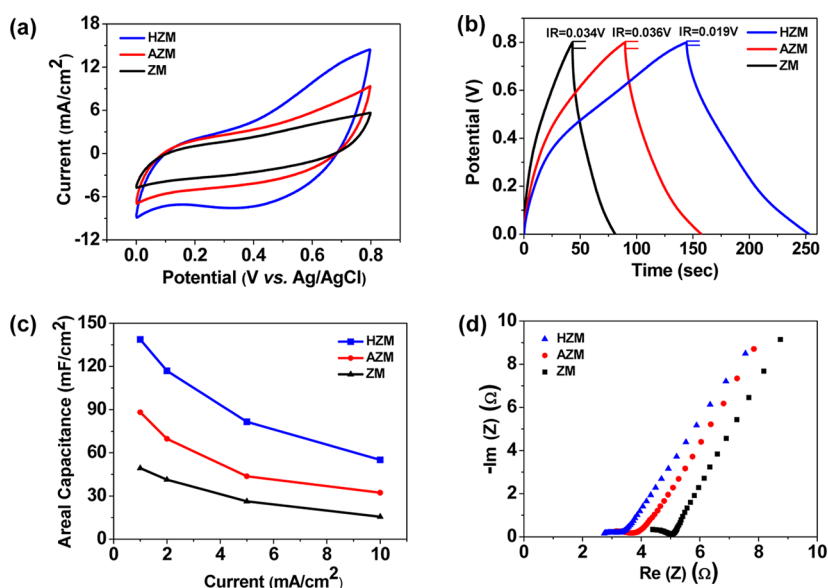 (a)
HZM
AZM
ZM
Current (mA/cm²)
18
12
6
0
-6
-12
0.0 0.2 0.4 0.6 0.8
Potential (V vs. Ag/AgCl)
(b)
IR=0.034V IR=0.036V IR=0.019V
HZM
AZM
ZM
Potential (V)
0.8
0.6
0.4
0.2
0.0
0 50 100 150 200 250
Time (sec)
(c)
HZM
AZM
ZM
Areal Capacitance (mF/cm²)
150
120
90
60
30
0
2 4 6 8 10
Current (mA/cm²)
(d)
HZM
AZM
ZM
-Im (Z) (Ω)
10
8
6
4
2
0
0 2 4 6 8 10
Re (Z) (Ω)